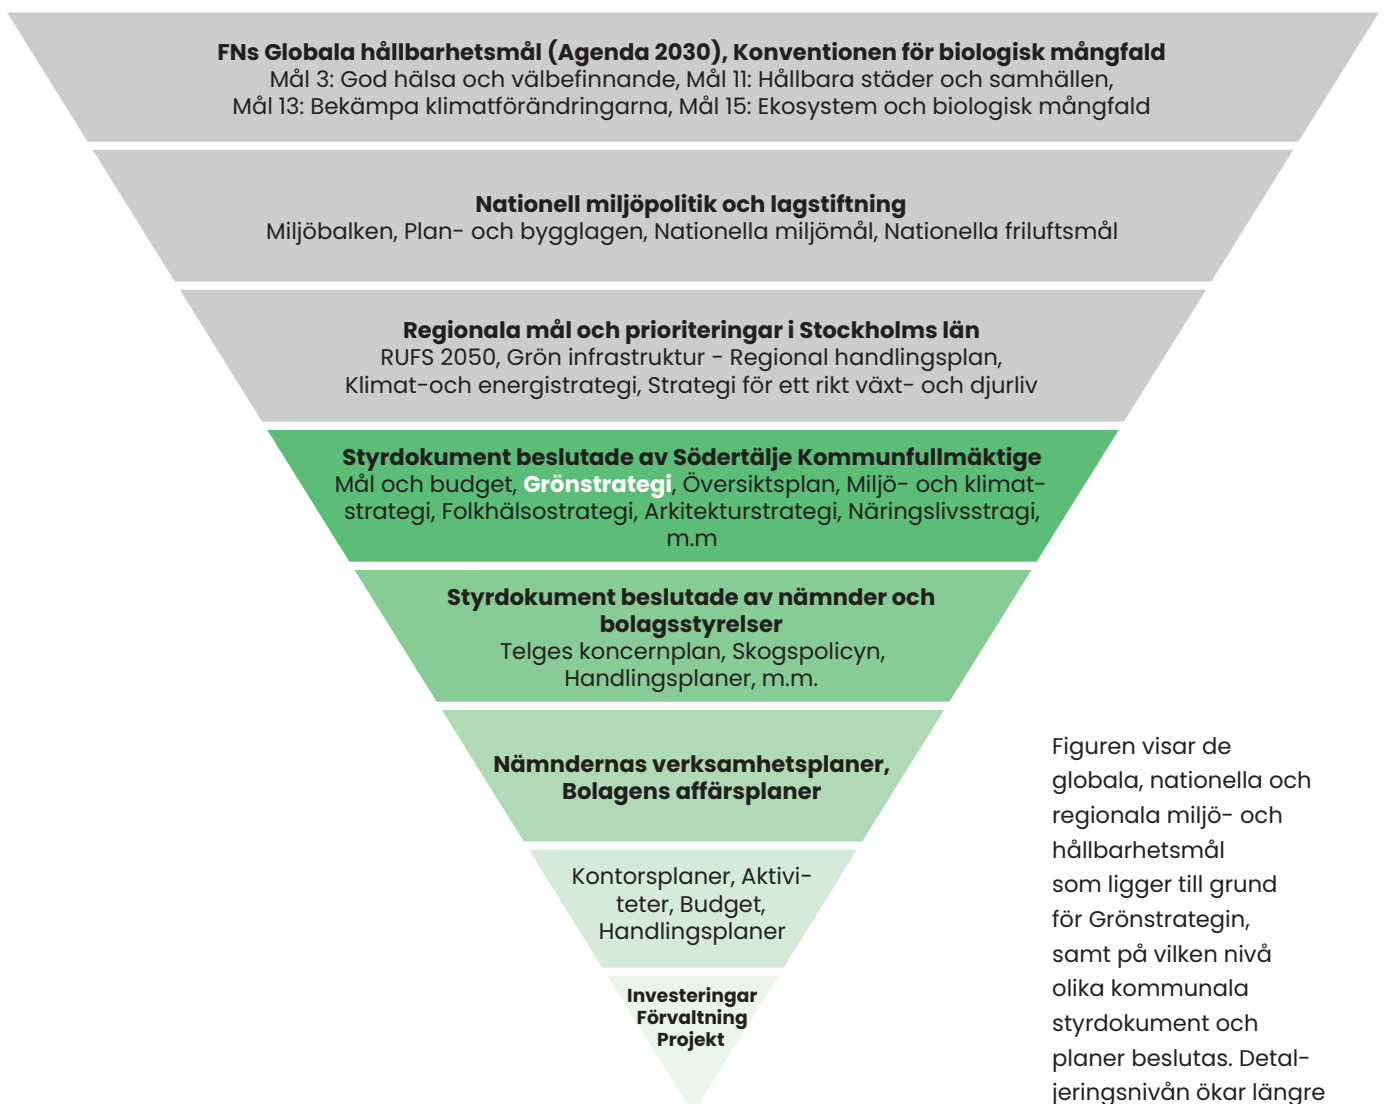 FNs Globala hållbarhetsmål (Agenda 2030), Konventionen för biologisk mångfald
Mål 3: God hälsa och välbefinnande, Mål 11: Hållbara städer och samhällen,
Mål 13: Bekämpa klimatförändringarna, Mål 15: Ekosystem och biologisk mångfald
Nationell miljöpolitik och lagstiftning
Miljöbalken, Plan- och bygglagen, Nationella miljömål, Nationella friluftsmål
Regionala mål och prioriteringar i Stockholms län
RUFS 2050, Grön infrastruktur - Regional handlingsplan,
Klimat-och energistrategi, Strategi för ett rikt växt- och djurliv
Styrdokument beslutade av Södertälje Kommunfullmäktige
Mål och budget, Grönstrategi, Översiktsplan, Miljö- och klimat-
strategi, Folkhälsostrategi, Arkitekturstrategi, Näringslivsstragi,
m.m
Styrdokument beslutade av nämnder och
bolagsstyrelser
Telges koncernplan, Skogspolicyn,
Handlingsplaner, m.m.
Nämndernas verksamhetsplaner,
Bolagens affärsplaner
Kontorsplaner, Aktivi-
teter, Budget,
Handlingsplaner
Investeringar
Förvaltning
Projekt
Figuren visar de
globala, nationella och
regionala miljö- och
hållbarhetsmål
som ligger till grund
för Grönstrategin,
samt på vilken nivå
olika kommunala
styrdokument och
planer beslutas. Detal-
jeringsnivån ökar längre